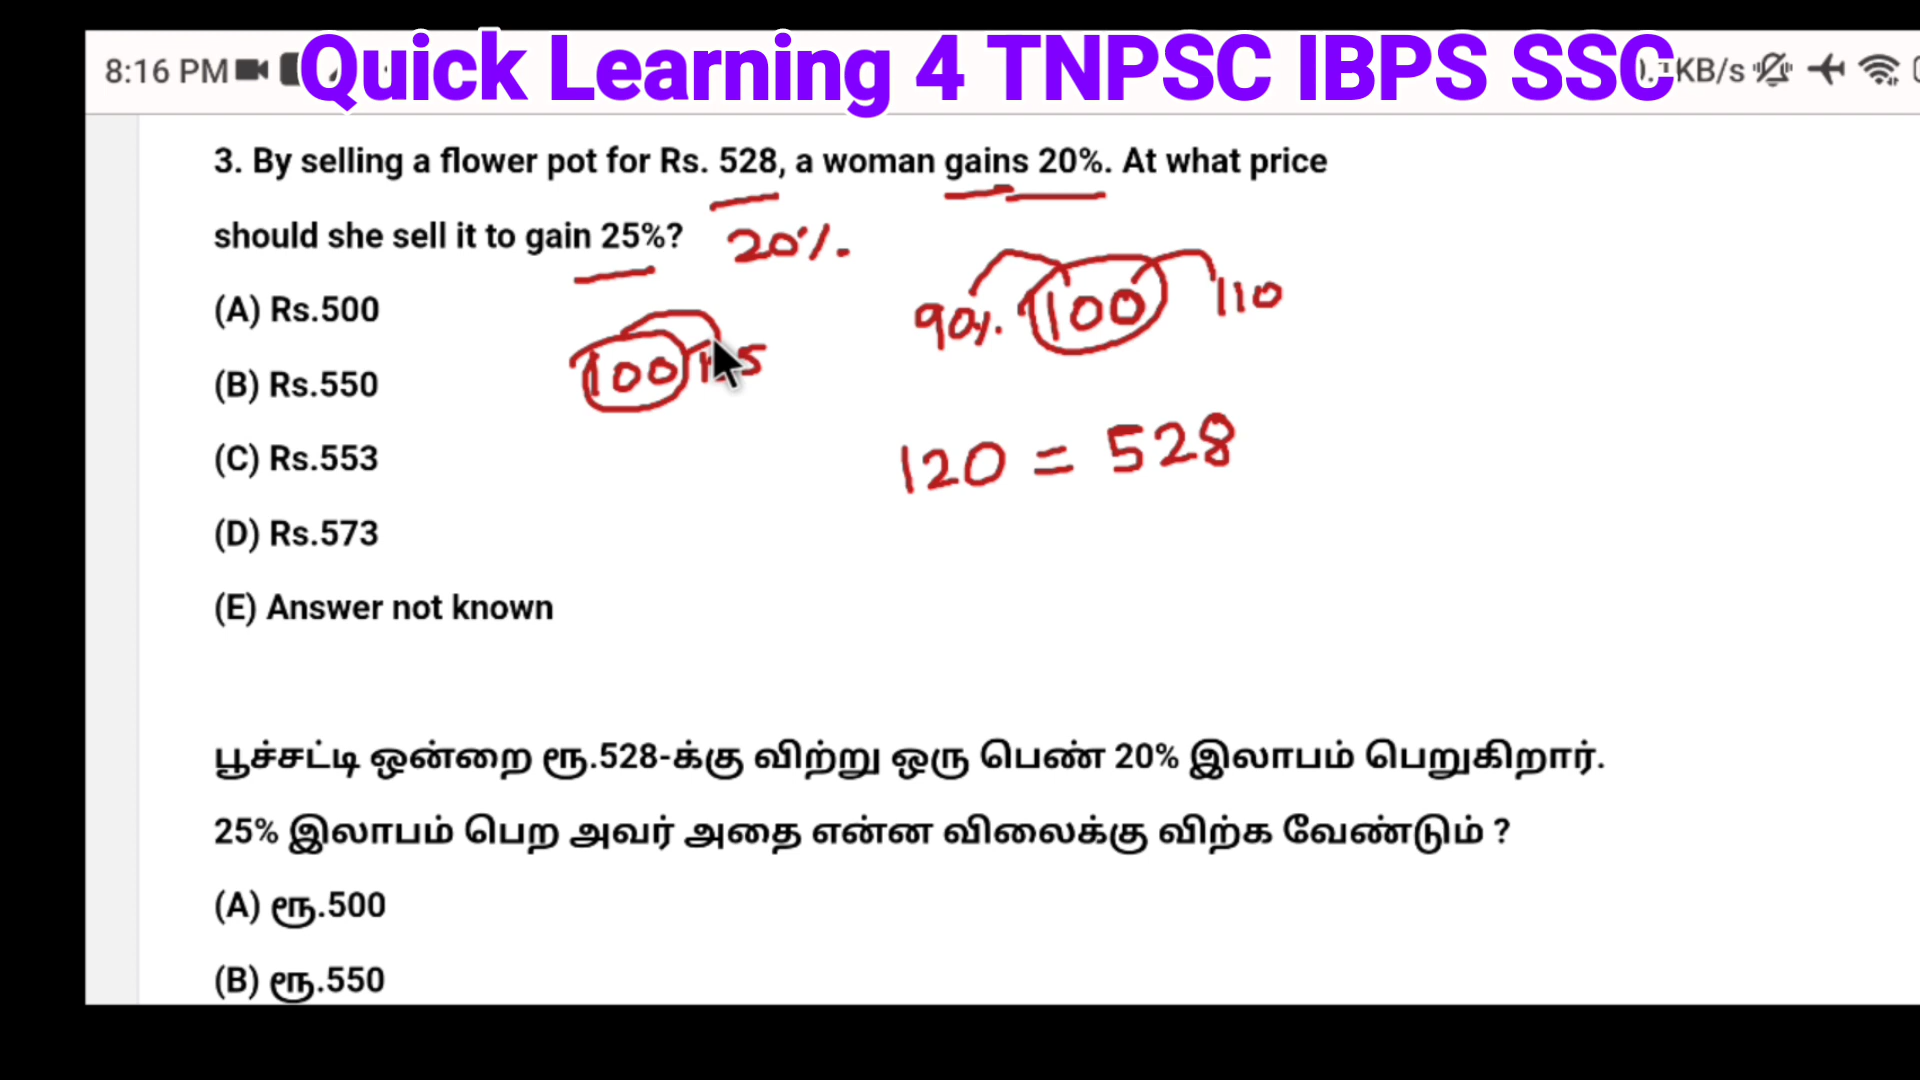 Quick Learning 4 TNPSC IBPS SSC
8:16 PM KB/s
3. By selling a flower pot for Rs. 528, a woman gains 20%. At what price
should she sell it to gain 25%?
20%.
(A) Rs.500
90%. 100 110
100
(B) Rs.550
120 = 528
(C) Rs.553
(D) Rs.573
(E) Answer not known
பூச்சட்டி ஒன்றை ரூ.528-க்கு விற்று ஒரு பெண் 20% இலாபம் பெறுகிறார்.
25% இலாபம் பெற அவர் அதை என்ன விலைக்கு விற்க வேண்டும் ?
(A) ரூ.500
(B) ரூ.550